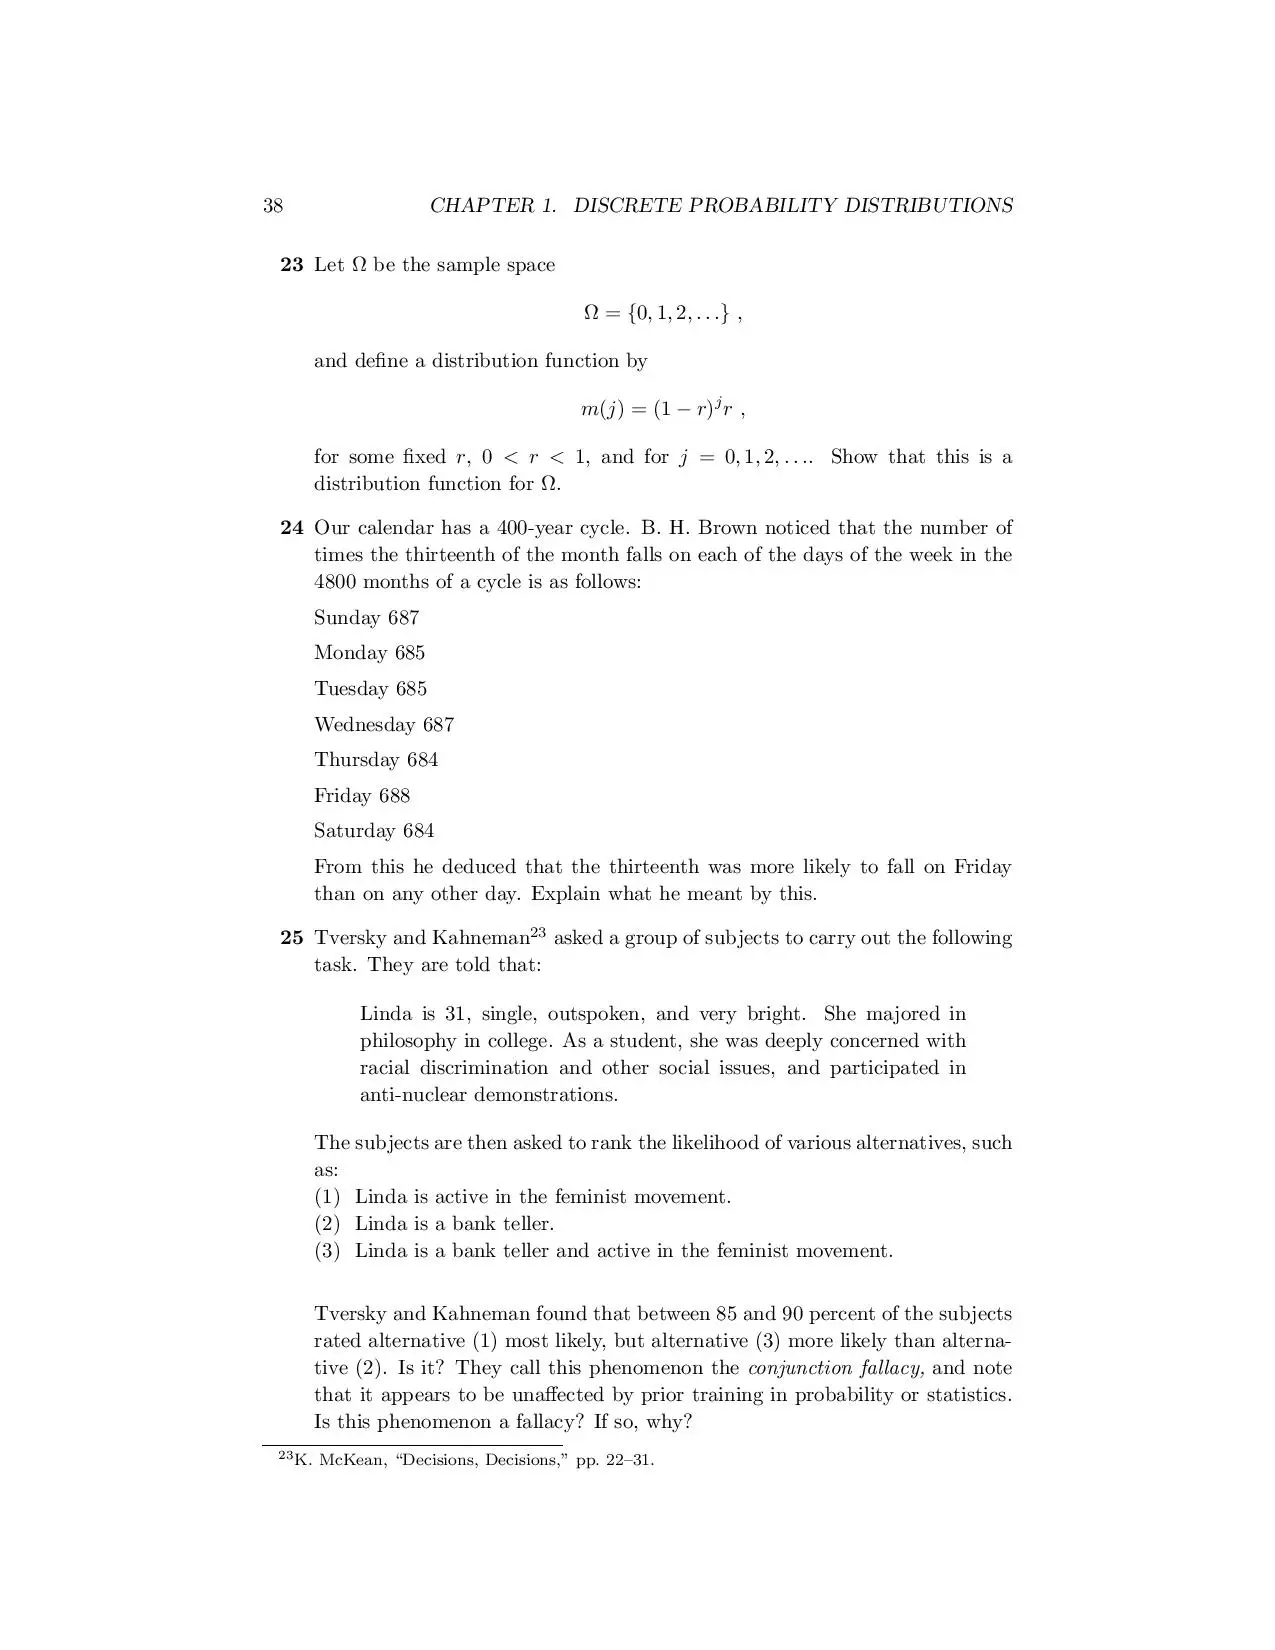 38 CHAPTER 1. DISCRETE PROBABILITY DISTRIBUTIONS
23 Let Ω be the sample space
Ω = {0, 1, 2, . . .} ,
and define a distribution function by
m(j) = (1 − r)^j r ,
for some fixed r, 0 < r < 1, and for j = 0, 1, 2, . . .. Show that this is a
distribution function for Ω.
24 Our calendar has a 400-year cycle. B. H. Brown noticed that the number of
times the thirteenth of the month falls on each of the days of the week in the
4800 months of a cycle is as follows:
Sunday 687
Monday 685
Tuesday 685
Wednesday 687
Thursday 684
Friday 688
Saturday 684
From this he deduced that the thirteenth was more likely to fall on Friday
than on any other day. Explain what he meant by this.
25 Tversky and Kahneman²³ asked a group of subjects to carry out the following
task. They are told that:
Linda is 31, single, outspoken, and very bright. She majored in
philosophy in college. As a student, she was deeply concerned with
racial discrimination and other social issues, and participated in
anti-nuclear demonstrations.
The subjects are then asked to rank the likelihood of various alternatives, such
as:
(1) Linda is active in the feminist movement.
(2) Linda is a bank teller.
(3) Linda is a bank teller and active in the feminist movement.
Tversky and Kahneman found that between 85 and 90 percent of the subjects
rated alternative (1) most likely, but alternative (3) more likely than alterna-
tive (2). Is it? They call this phenomenon the conjunction fallacy, and note
that it appears to be unaffected by prior training in probability or statistics.
Is this phenomenon a fallacy? If so, why?
²³K. McKean, “Decisions, Decisions,” pp. 22–31.